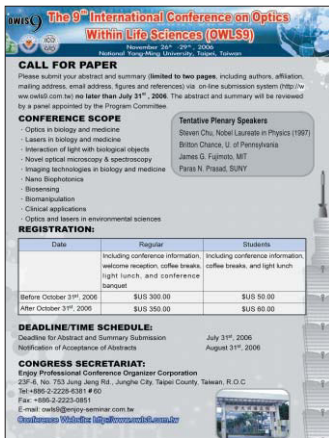 OWLS9
The 9th International Conference on Optics
Within Life Sciences (OWLS9)
November 26th -29th, 2006
National Yang-Ming University, Taipei, Taiwan
CALL FOR PAPER
Please submit your abstract and summary (limited to two pages, including authors, affiliation,
mailing address, email address, figures and references) via on-line submission system (http://w
ww.owls9.com.tw) no later than July 31st , 2006. The abstract and summary will be reviewed
by a panel appointed by the Program Committee.
CONFERENCE SCOPE
· Optics in biology and medicine
· Lasers in biology and medicine
· Interaction of light with biological objects
· Novel optical microscopy & spectroscopy
· Imaging technologies in biology and medicine
· Nano Biophotonics
· Biosensing
· Biomanipulation
· Clinical applications
· Optics and lasers in environmental sciences
Tentative Plenary Speakers
Steven Chu, Nobel Laureate in Physics (1997)
Britton Chance, U. of Pennsylvania
James G. Fujimoto, MIT
Paras N. Prasad, SUNY
REGISTRATION:
Date Regular Students
Including conference information, Including conference information,
welcome reception, coffee breaks, coffee breaks, and light lunch
light lunch, and conference
banquet
Before October 31st, 2006 $US 300.00 $US 50.00
After October 31st, 2006 $US 350.00 $US 60.00
DEADLINE/TIME SCHEDULE:
Deadline for Abstract and Summary Submission July 31st, 2006
Notification of Acceptance of Abstracts August 31st, 2006
CONGRESS SECRETARIAT:
Enjoy Professional Conference Organizer Corporation
23F-6, No. 753 Jung Jeng Rd., Junghe City, Taipei County, Taiwan, R.O.C
Tel:+886-2-2228-6381 # 60
Fax: +886-2-2223-0851
E-mail: owls9@enjoy-seminar.com.tw
Conference Website: http://www.owls9.com.tw